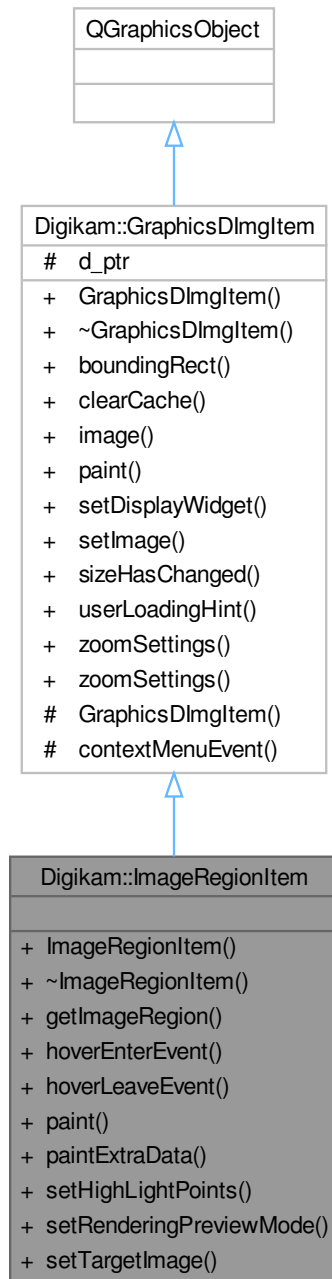 QGraphicsObject
Digikam::GraphicsDImgItem
# d_ptr
+ GraphicsDImgItem()
+ ~GraphicsDImgItem()
+ boundingRect()
+ clearCache()
+ image()
+ paint()
+ setDisplayWidget()
+ setImage()
+ sizeHasChanged()
+ userLoadingHint()
+ zoomSettings()
+ zoomSettings()
# GraphicsDImgItem()
# contextMenuEvent()
Digikam::ImageRegionItem
+ ImageRegionItem()
+ ~ImageRegionItem()
+ getImageRegion()
+ hoverEnterEvent()
+ hoverLeaveEvent()
+ paint()
+ paintExtraData()
+ setHighLightPoints()
+ setRenderingPreviewMode()
+ setTargetImage()